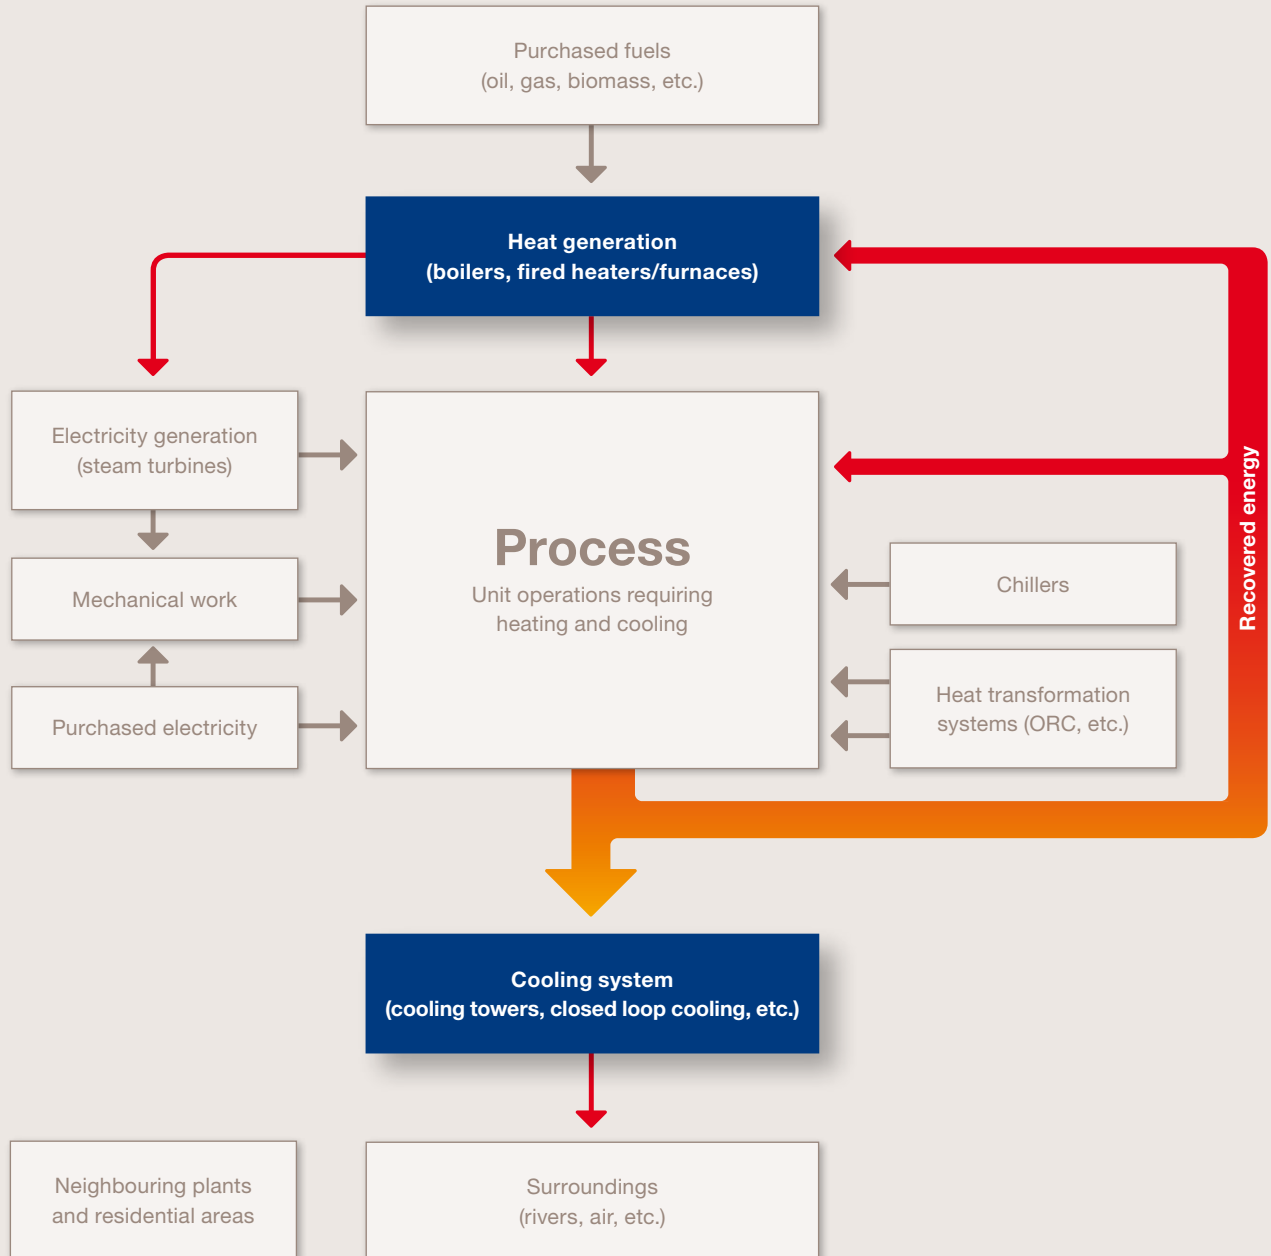 Purchased fuels
(oil, gas, biomass, etc.)
Heat generation
(boilers, fired heaters/furnaces)
Electricity generation
(steam turbines)
Mechanical work
Purchased electricity
Process
Unit operations requiring
heating and cooling
Chillers
Heat transformation
systems (ORC, etc.)
Recovered energy
Cooling system
(cooling towers, closed loop cooling, etc.)
Neighbouring plants
and residential areas
Surroundings
(rivers, air, etc.)